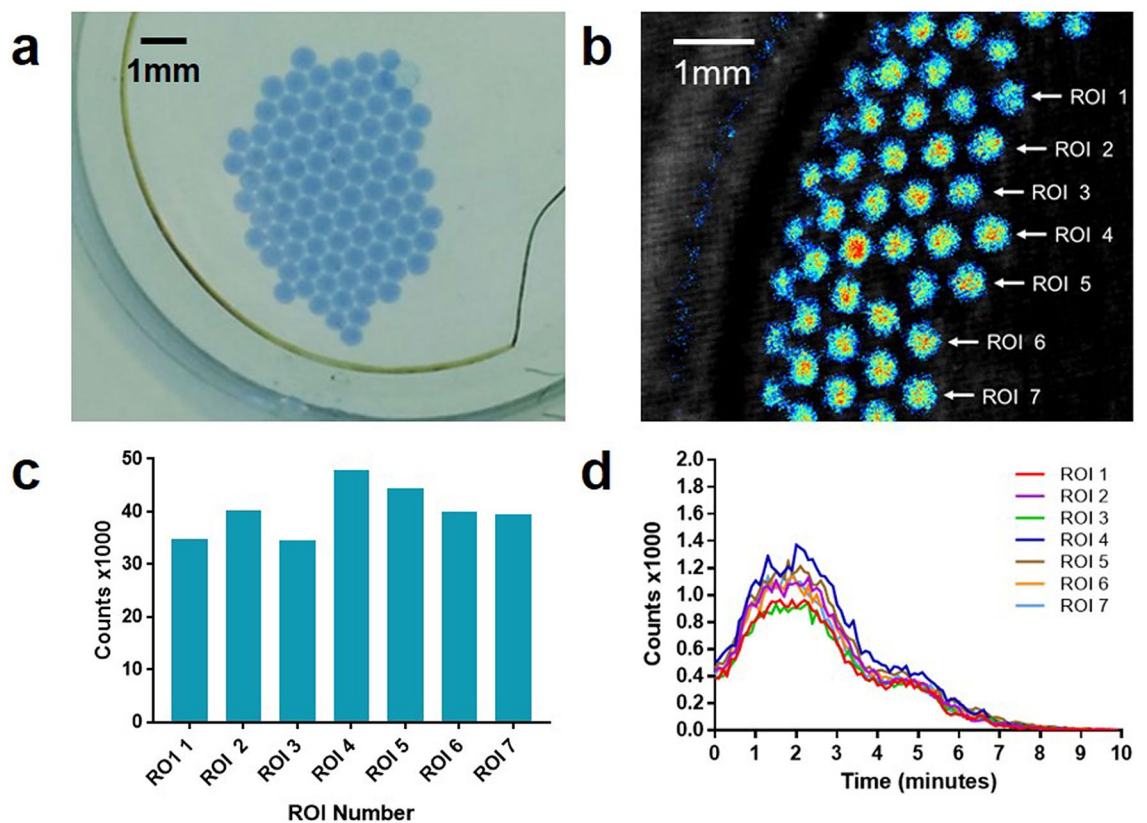 a
1mm
b
1mm
ROI 1
ROI 2
ROI 3
ROI 4
ROI 5
ROI 6
ROI 7
c
50
40
30
20
10
0
Counts x1000
RO1 1
ROI 2
ROI 3
ROI 4
ROI 5
ROI 6
ROI 7
ROI Number
d
2.0
1.8
1.6
1.4
1.2
1.0
0.8
0.6
0.4
0.2
0.0
Counts x1000
0 1 2 3 4 5 6 7 8 9 10
Time (minutes)
ROI 1
ROI 2
ROI 3
ROI 4
ROI 5
ROI 6
ROI 7